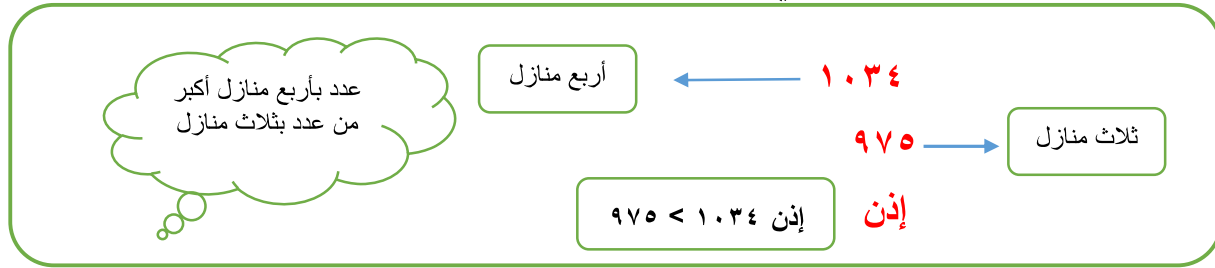 أربع منازل
١٠٣٤
عدد بأربع منازل أكبر
من عدد بثلاث منازل
ثلاث منازل
٩٧٥
إذن
إذن ١٠٣٤ > ٩٧٥